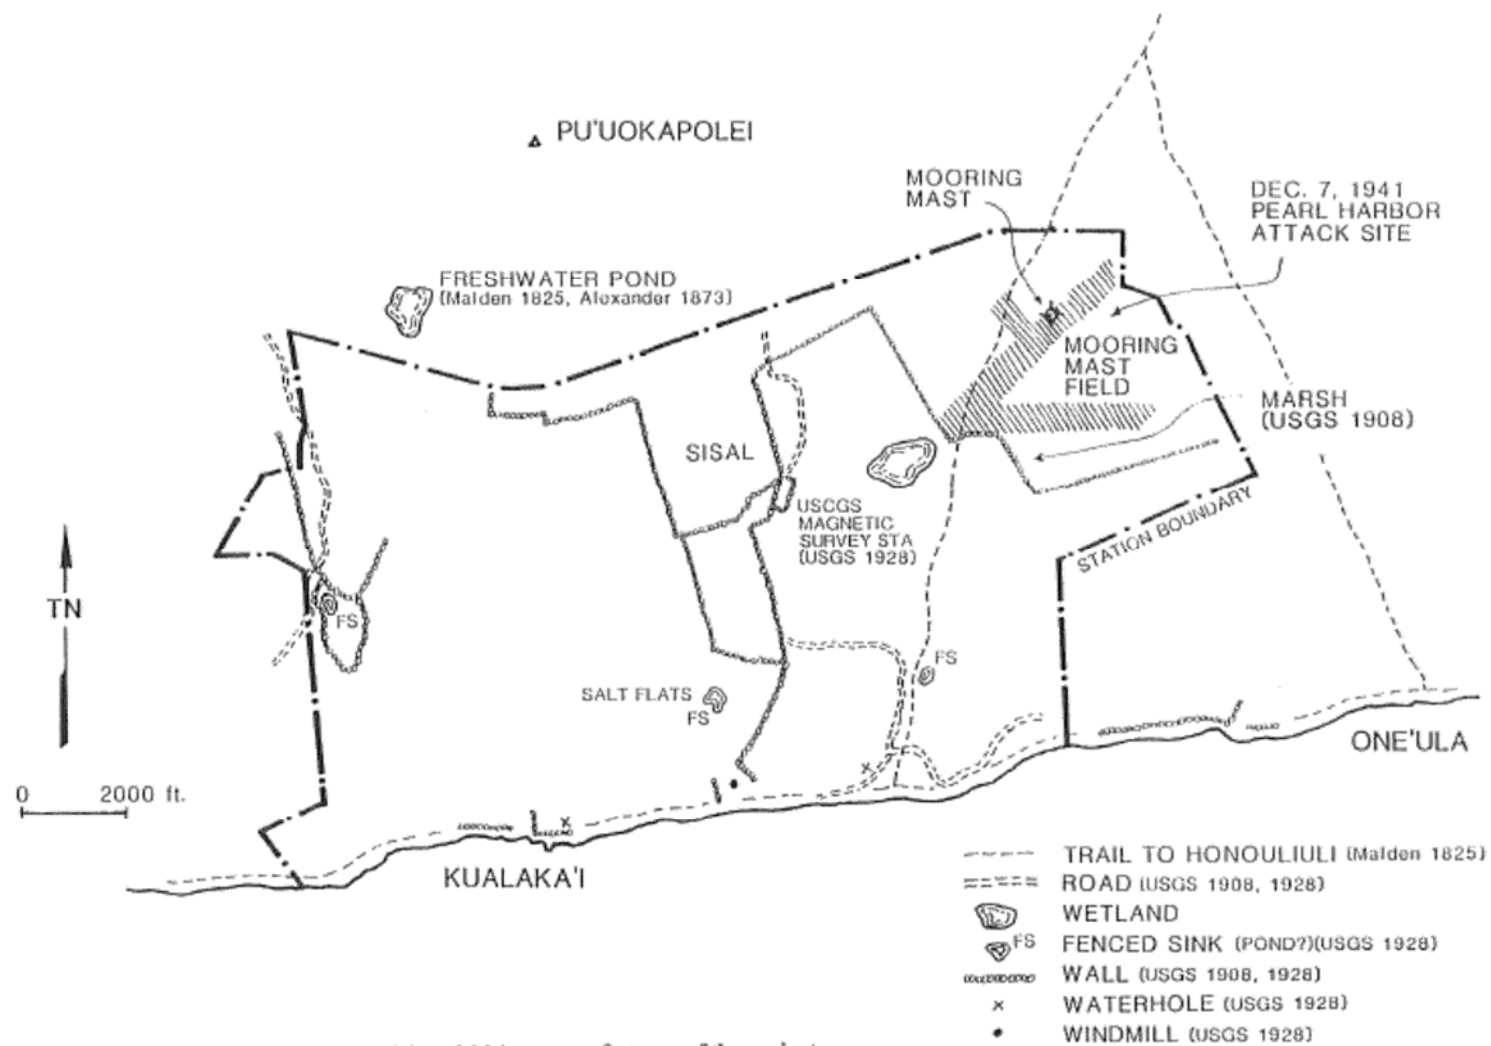 PU'UOKAPOLEI
MOORING
MAST
DEC. 7, 1941
PEARL HARBOR
ATTACK SITE
FRESHWATER POND
(Malden 1825, Alexander 1873)
MOORING
MAST
FIELD
MARSH
(USGS 1908)
SISAL
USCGS
MAGNETIC
SURVEY STA
(USGS 1928)
STATION BOUNDARY
TN
FS
FS
SALT FLATS
FS
ONE'ULA
0 2000 ft.
KUALAKA'I
TRAIL TO HONOULIULI (Malden 1825)
ROAD (USGS 1908, 1928)
WETLAND
FS FENCED SINK (POND?)(USGS 1928)
WALL (USGS 1908, 1928)
x WATERHOLE (USGS 1928)
WINDMILL (USGS 1928)